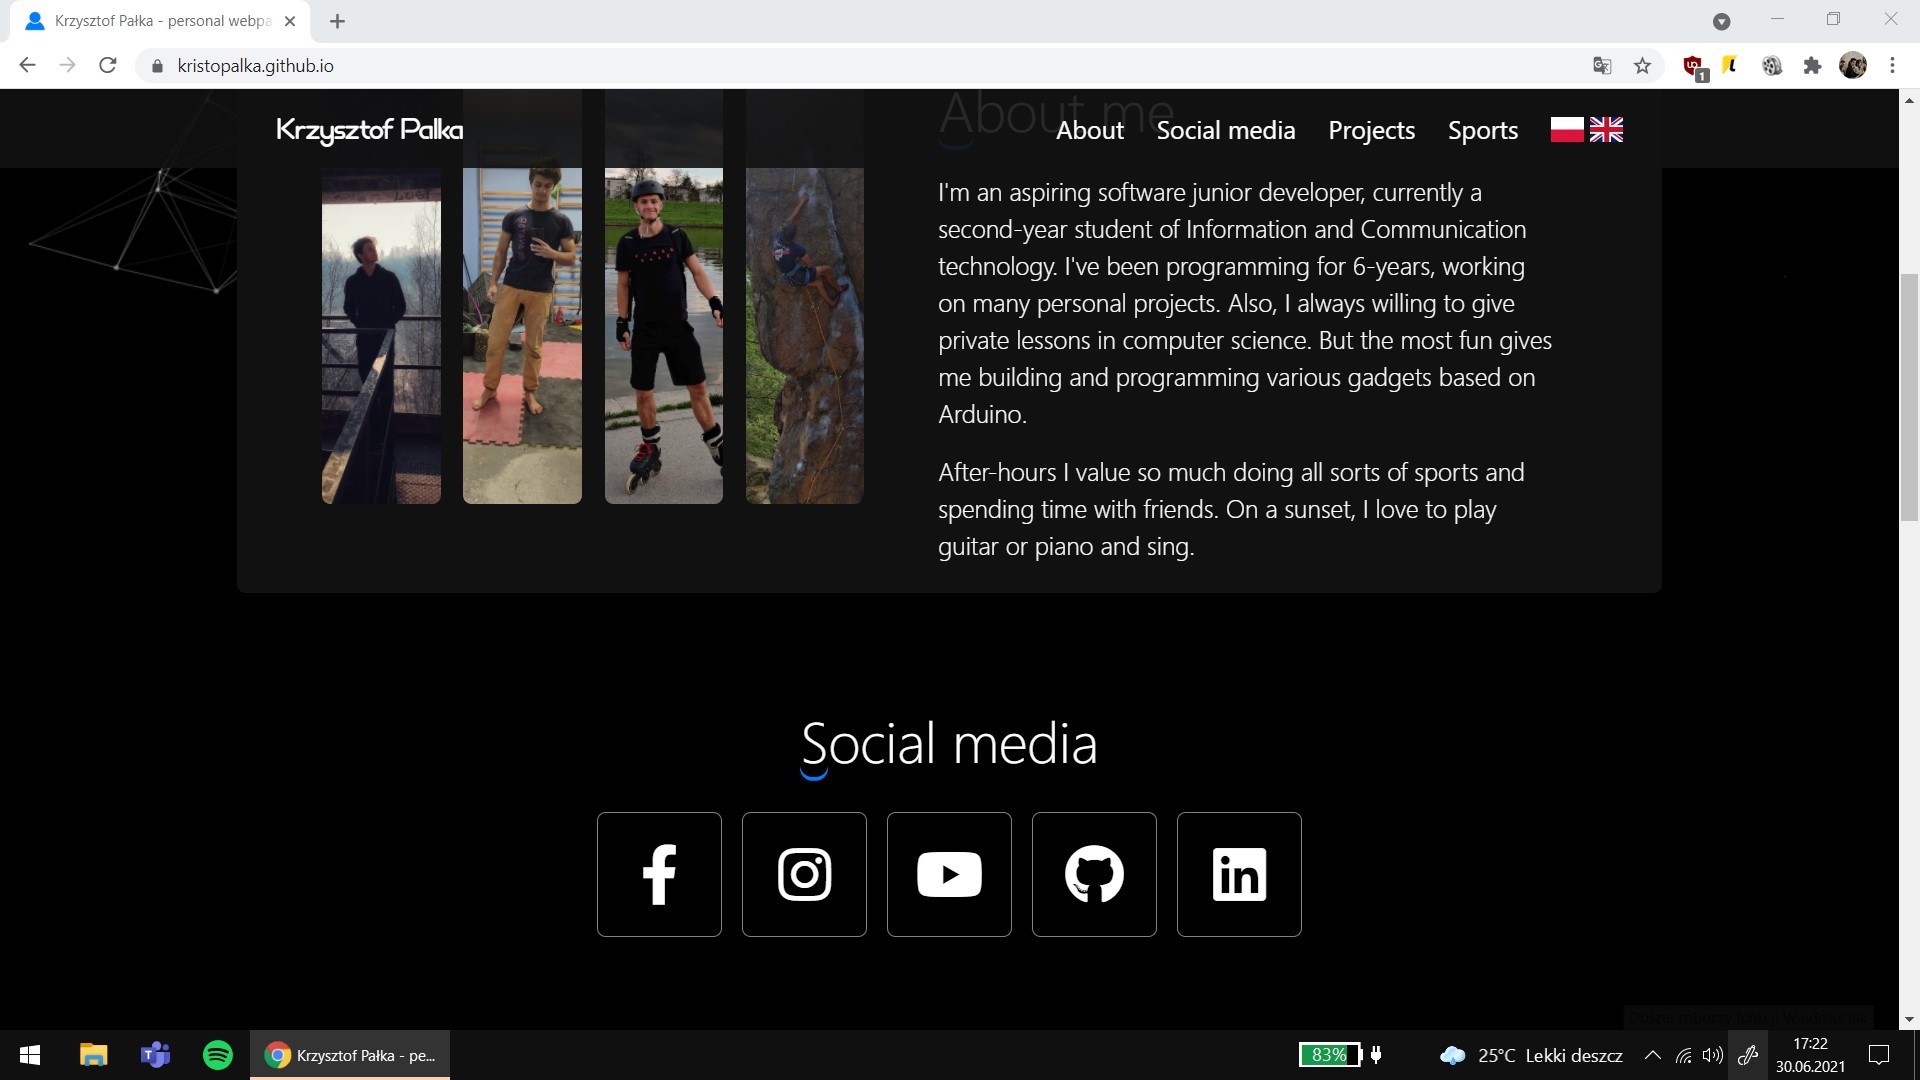 Krzysztof Pałka - personal webpa
kristopalka.github.io
1
Krzysztof Palka
About me
About
Social media
Projects
Sports
I'm an aspiring software junior developer, currently a
second-year student of Information and Communication
technology. I've been programming for 6-years, working
on many personal projects. Also, I always willing to give
private lessons in computer science. But the most fun gives
me building and programming various gadgets based on
Arduino.
After-hours I value so much doing all sorts of sports and
spending time with friends. On a sunset, I love to play
guitar or piano and sing.
Social media
in
Krzysztof Pałka - pe...
83%
25°C Lekki deszcz
17:22
30.06.2021